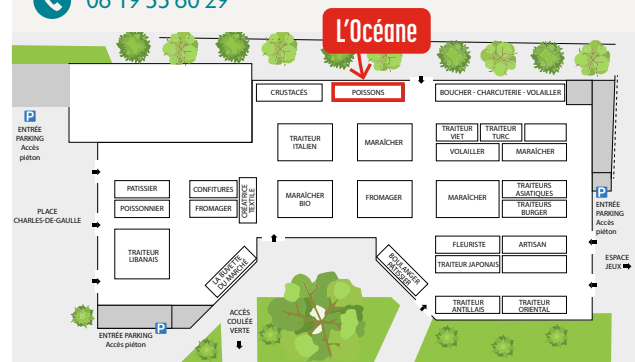 06 19 55 60 29
L'Océane
CRUSTACÉS
POISSONS
BOUCHER - CHARCUTERIE - VOLAILLER
P
ENTRÉE
PARKING
Accès
piéton
TRAITEUR
ITALIEN
MARAÎCHER
TRAITEUR
VIET
TRAITEUR
TURC
VOLAILLER
MARAÎCHER
PATISSIER
CONFITURES
CRÉATRICE
TEXTILE
POISSONNIER
FROMAGER
MARAÎCHER
BIO
FROMAGER
MARAÎCHER
TRAITEURS
ASIATIQUES
TRAITEURS
BURGER
P
ENTRÉE
PARKING
Accès
piéton
PLACE
CHARLES-DE-GAULLE
TRAITEUR
LIBANAIS
LA BUVETTE
DU MARCHÉ
BOULANGER
PÂTISSIER
FLEURISTE
ARTISAN
TRAITEUR JAPONAIS
ESPACE
JEUX
TRAITEUR
ANTILLAIS
TRAITEUR
ORIENTAL
ACCÈS
COULÉE
VERTE
P
ENTRÉE PARKING
Accès piéton